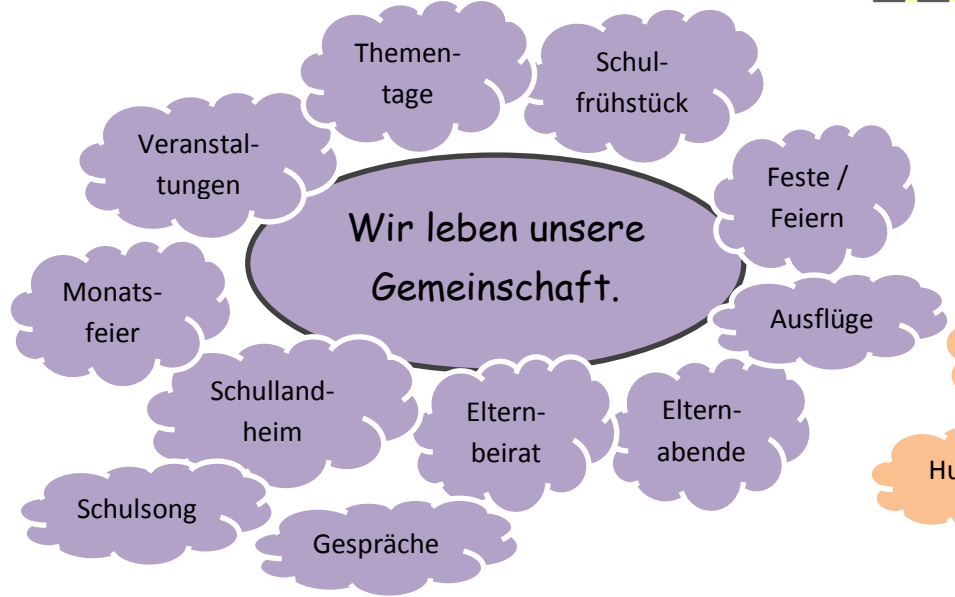 Themen-
tage
Schul-
frühstück
Veranstal-
tungen
Feste /
Feiern
Wir leben unsere
Gemeinschaft.
Monats-
feier
Ausflüge
Schulland-
heim
Eltern-
beirat
Eltern-
abende
Schulsong
Gespräche